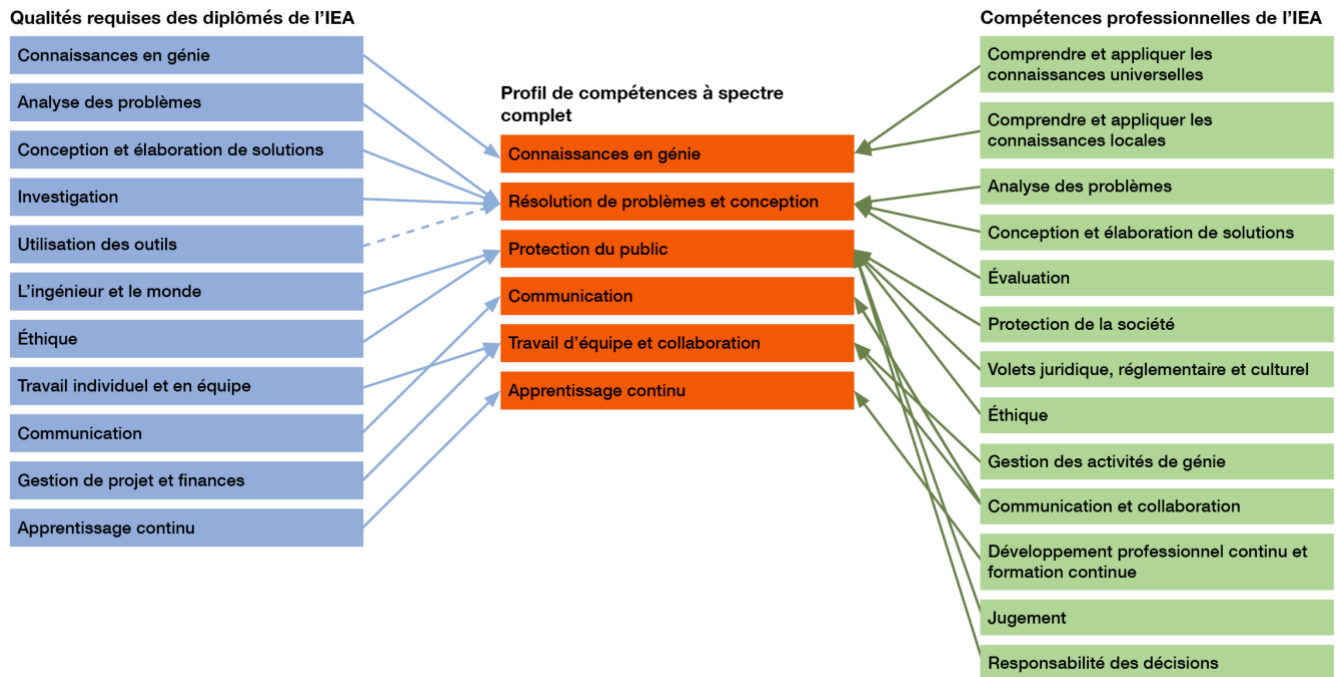 Qualités requises des diplômés de l’IEA
Connaissances en génie
Analyse des problèmes
Conception et élaboration de solutions
Investigation
Utilisation des outils
L’ingénieur et le monde
Éthique
Travail individuel et en équipe
Communication
Gestion de projet et finances
Apprentissage continu
Profil de compétences à spectre
complet
Connaissances en génie
Résolution de problèmes et conception
Protection du public
Communication
Travail d’équipe et collaboration
Apprentissage continu
Compétences professionnelles de l’IEA
Comprendre et appliquer les
connaissances universelles
Comprendre et appliquer les
connaissances locales
Analyse des problèmes
Conception et élaboration de solutions
Évaluation
Protection de la société
Volets juridique, réglementaire et culturel
Éthique
Gestion des activités de génie
Communication et collaboration
Développement professionnel continu et
formation continue
Jugement
Responsabilité des décisions